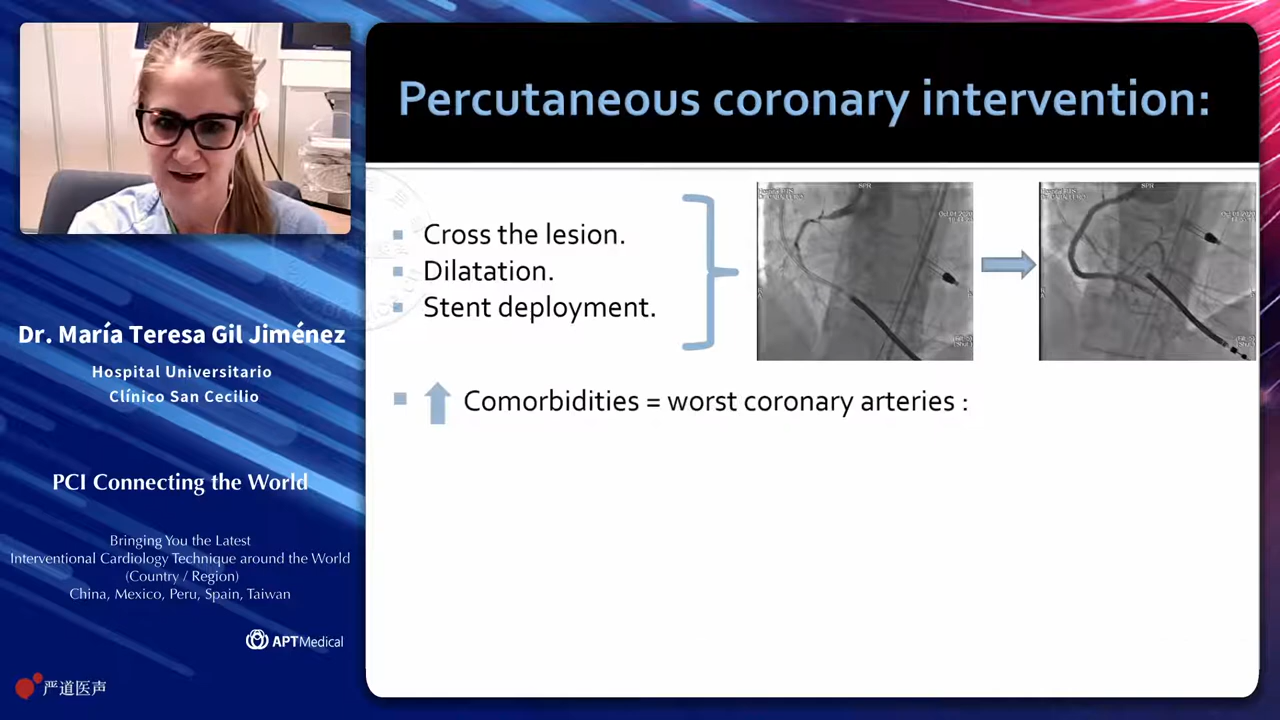 Percutaneous coronary intervention:
Cross the lesion.
Dilatation.
Stent deployment.
SPR
SPR
Comorbidities = worst coronary arteries :
Dr. María Teresa Gil Jiménez
Hospital Universitario
Clínico San Cecilio
PCI Connecting the World
Bringing You the Latest
Interventional Cardiology Technique around the World
(Country / Region)
China, Mexico, Peru, Spain, Taiwan
APTMedical
严道医声